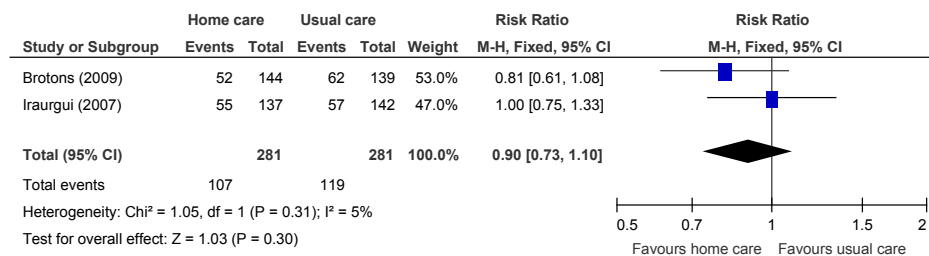 Home care Usual care Risk Ratio Risk Ratio
Study or Subgroup Events Total Events Total Weight M-H, Fixed, 95% CI M-H, Fixed, 95% CI
Brotons (2009) 52 144 62 139 53.0% 0.81 [0.61, 1.08]
Iraurgui (2007) 55 137 57 142 47.0% 1.00 [0.75, 1.33]
Total (95% CI) 281 281 100.0% 0.90 [0.73, 1.10]
Total events 107 119
Heterogeneity: Chi² = 1.05, df = 1 (P = 0.31); I² = 5%
Test for overall effect: Z = 1.03 (P = 0.30)
0.5 0.7 1 1.5 2
Favours home care Favours usual care